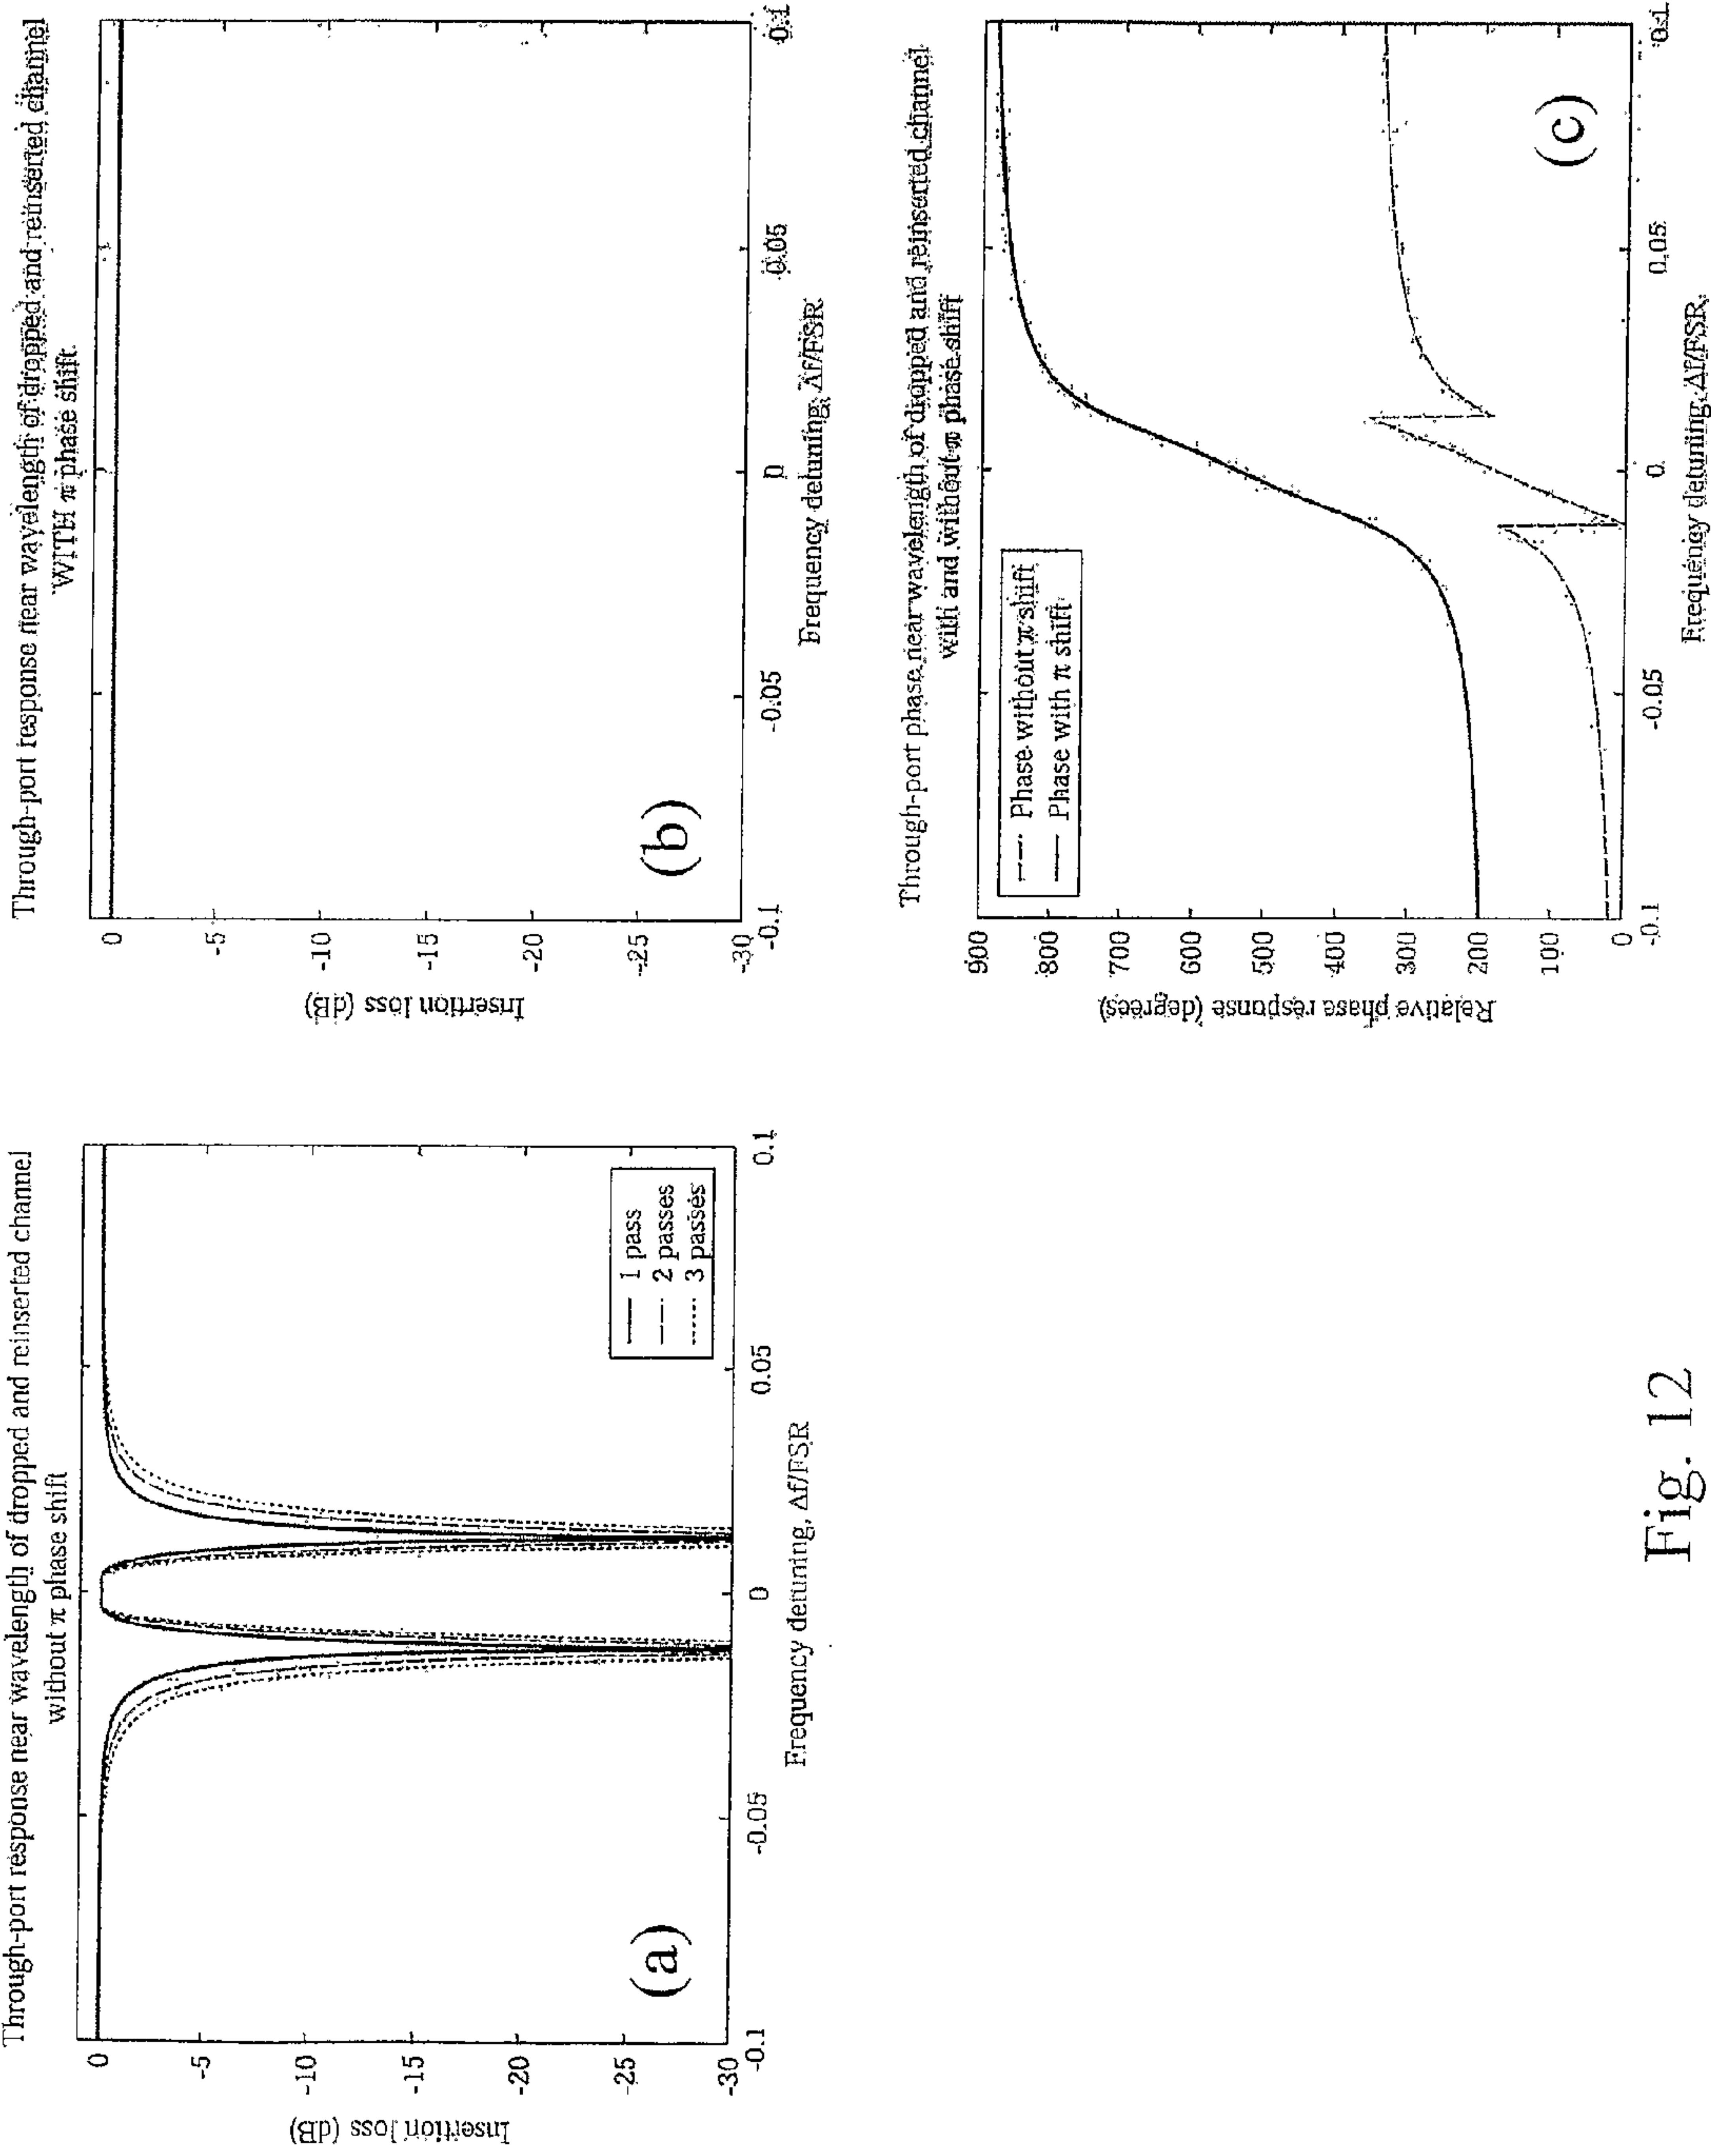 Through-port response near wavelength of dropped and reinserted channel
without π phase shift
0
-5
-10
-15
-20
-25
-30
Insertion loss (dB)
-0.1
-0.05
0
0.05
0.1
Frequency detuning, Δf/FSR
1 pass
2 passes
3 passes
(a)
Through-port response near wavelength of dropped and reinserted channel
WITH π phase shift
0
-5
-10
-15
-20
-25
-30
Insertion loss (dB)
-0.1
-0.05
0
0.05
0.1
Frequency detuning, Δf/FSR
(b)
Through-port phase near wavelength of dropped and reinserted channel
with and without π phase shift
900
800
700
600
500
400
300
200
100
0
Relative phase response (degrees)
-0.1
-0.05
0
0.05
0.1
Frequency detuning, Δf/FSR
Phase without π shift
Phase with π shift
(c)
Fig. 12